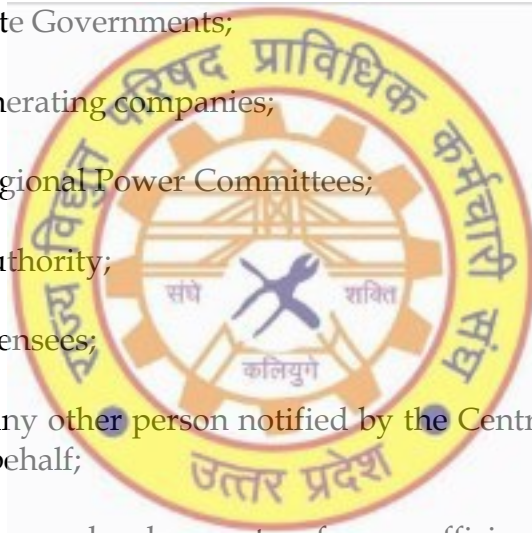 te Governments;
nerating companies;
gional Power Committees;
uthority;
ensees;
ny other person notified by the Centr
behalf;
राज्य विद्युत परिषद प्राविधिक कर्मचारी संघ
संघे शक्ति
कलियुगे
उत्तर प्रदेश